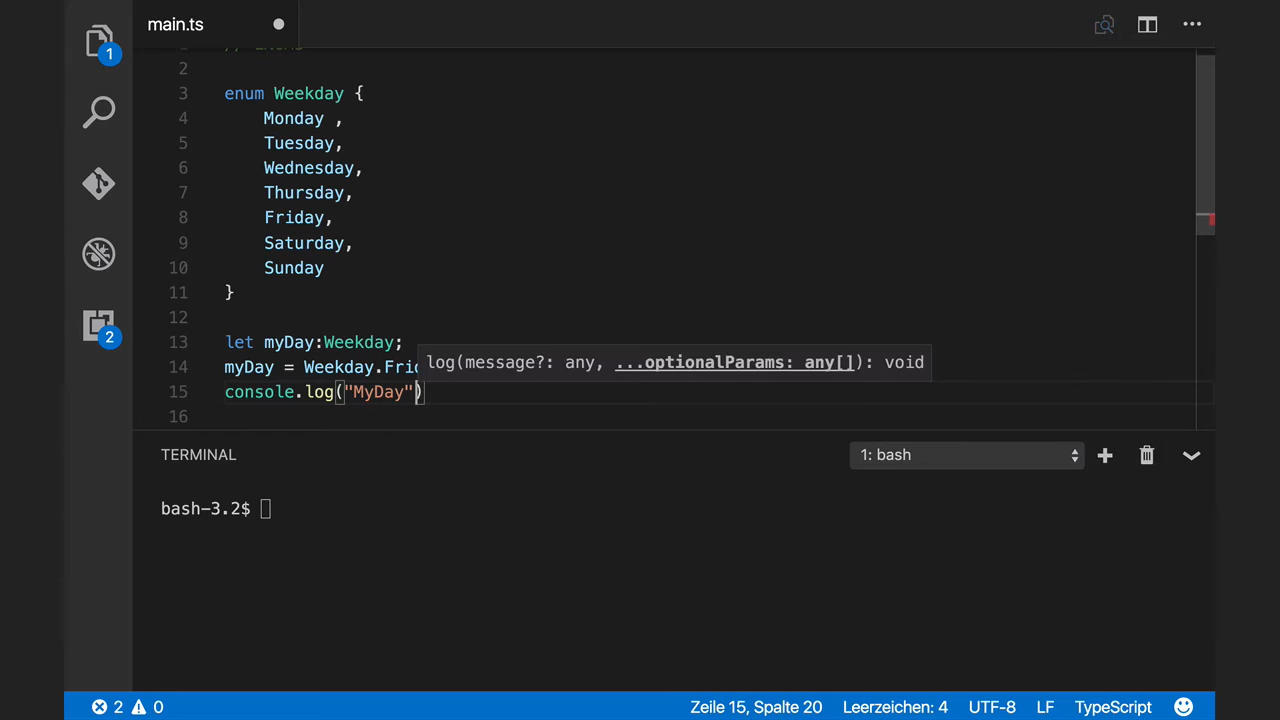 main.ts
1
2
3 enum Weekday {
4 Monday ,
5 Tuesday,
6 Wednesday,
7 Thursday,
8 Friday,
9 Saturday,
10 Sunday
11 }
12
13 let myDay:Weekday;
log(message?: any, ...optionalParams: any[]): void
14 myDay = Weekday.Frid
15 console.log("MyDay")
16
2
TERMINAL
1: bash
bash-3.2$
2 0
Zeile 15, Spalte 20
Leerzeichen: 4
UTF-8
LF
TypeScript